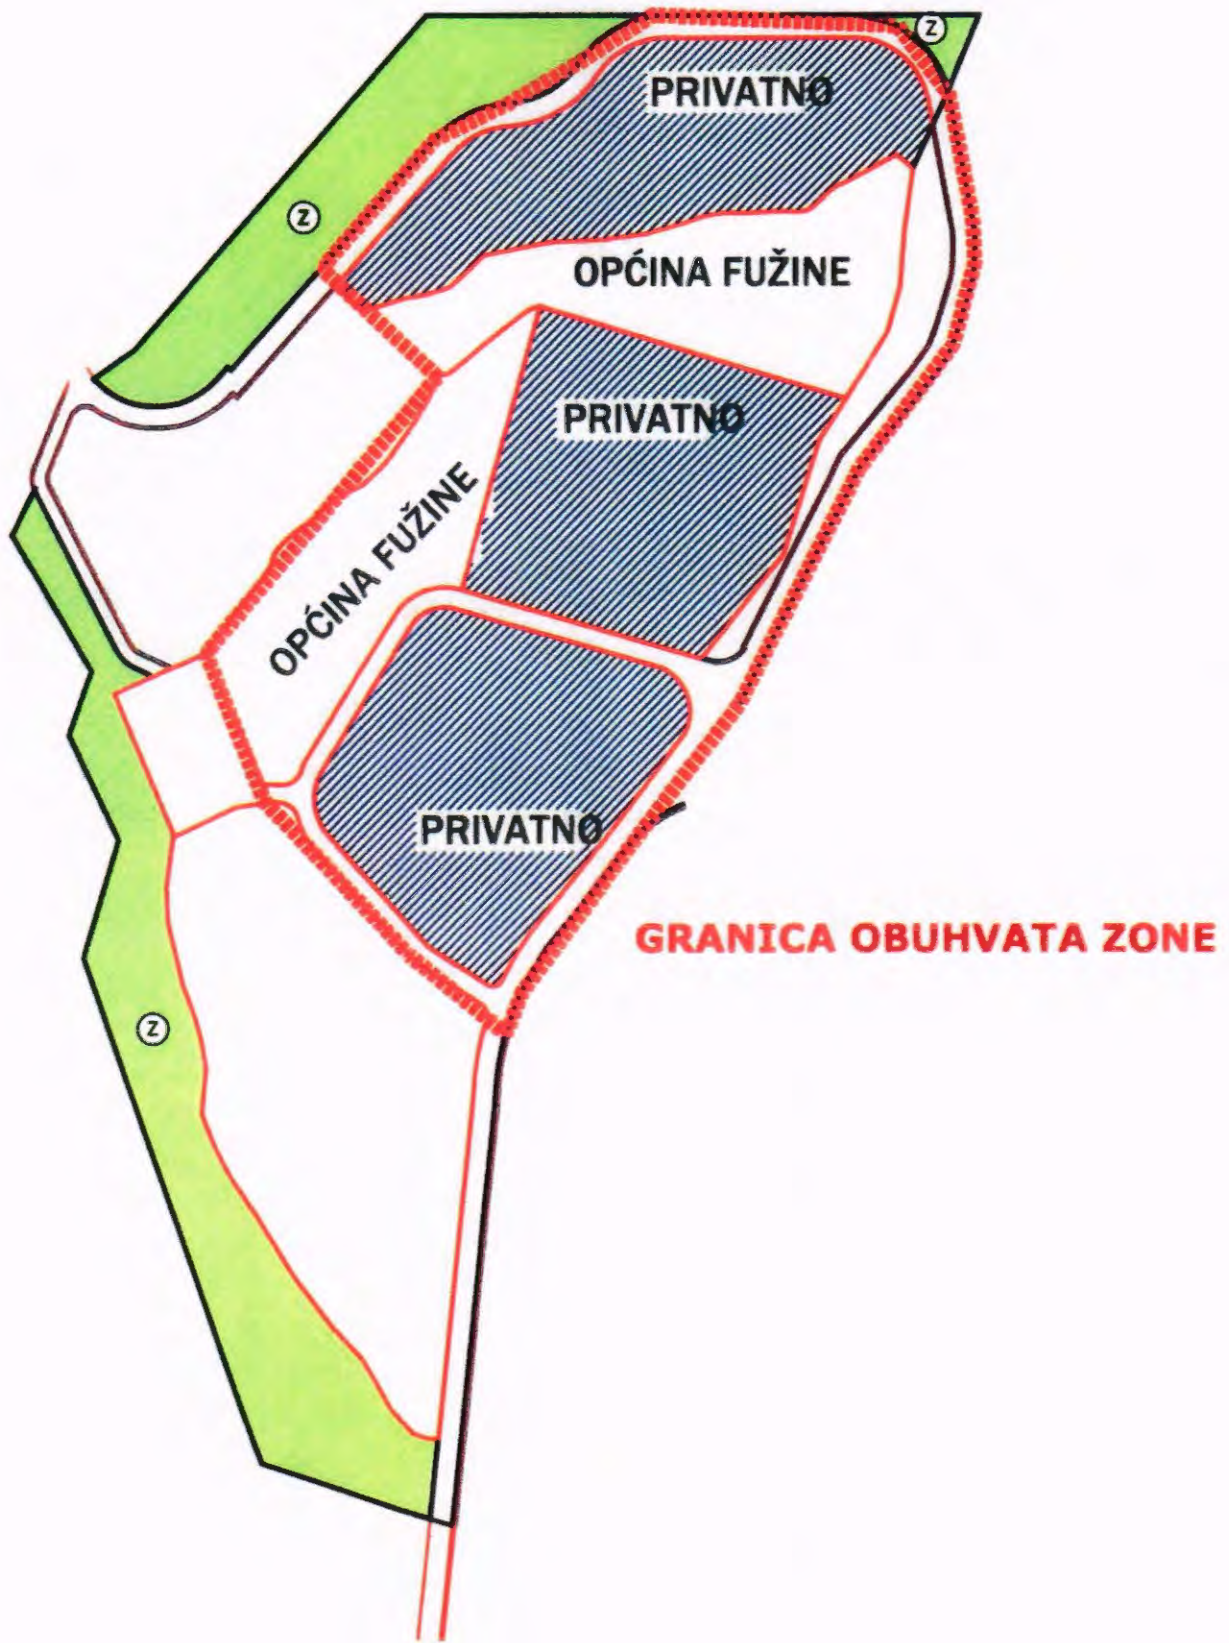 Z
PRIVATNO
Z
OPĆINA FUŽINE
PRIVATNO
OPĆINA FUŽINE
PRIVATNO
GRANICA OBUHVATA ZONE
Z